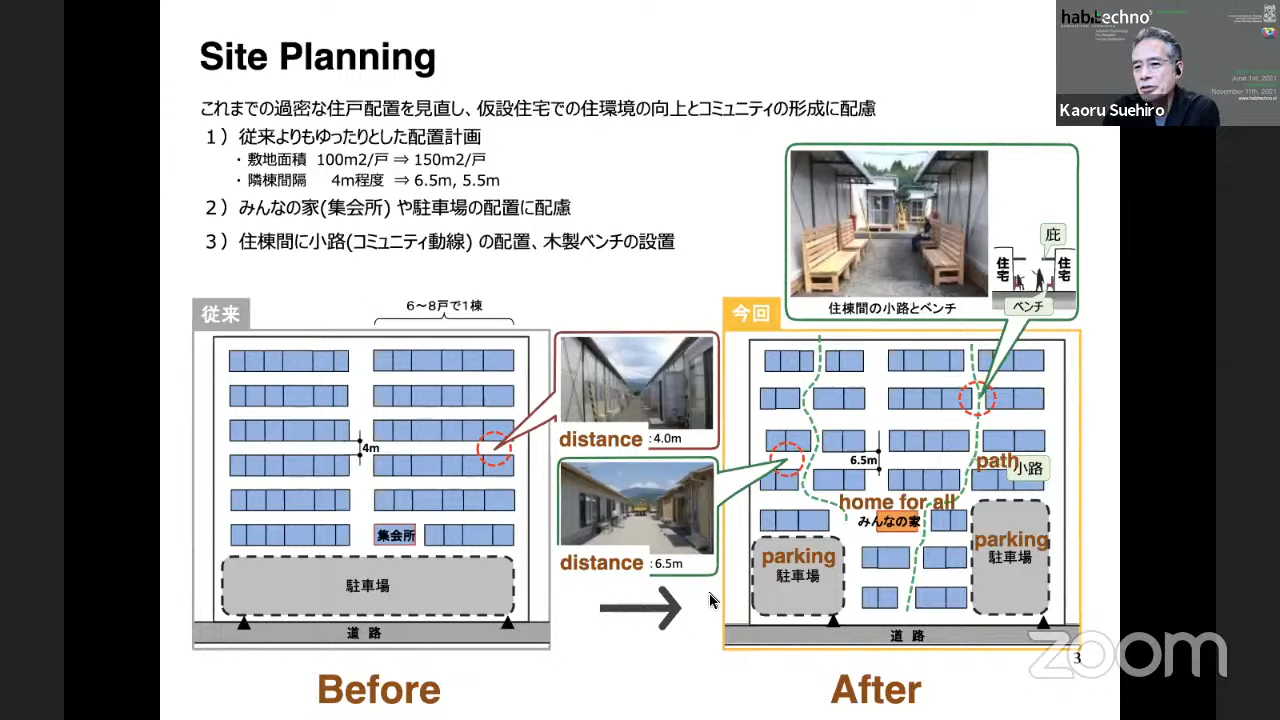 Site Planning
これまでの過密な住戸配置を見直し、仮設住宅での住環境の向上とコミュニティの形成に配慮
１）従来よりもゆったりとした配置計画
・敷地面積 100m2/戸 ⇒ 150m2/戸
・隣棟間隔 4m程度 ⇒ 6.5m, 5.5m
２）みんなの家(集会所) や駐車場の配置に配慮
３）住棟間に小路(コミュニティ動線) の配置、木製ベンチの設置
habitechno
June 1st, 2021
November 11th, 2021
www.habitechno.cl
Kaoru Suehiro
庇
住宅
住宅
ベンチ
住棟間の小路とベンチ
従来
6～8戸で1棟
4m
集会所
駐車場
道 路
Before
distance : 4.0m
distance : 6.5m
今回
6.5m
path
小路
home for all
みんなの家
parking
駐車場
parking
駐車場
道 路
After
3
zoom